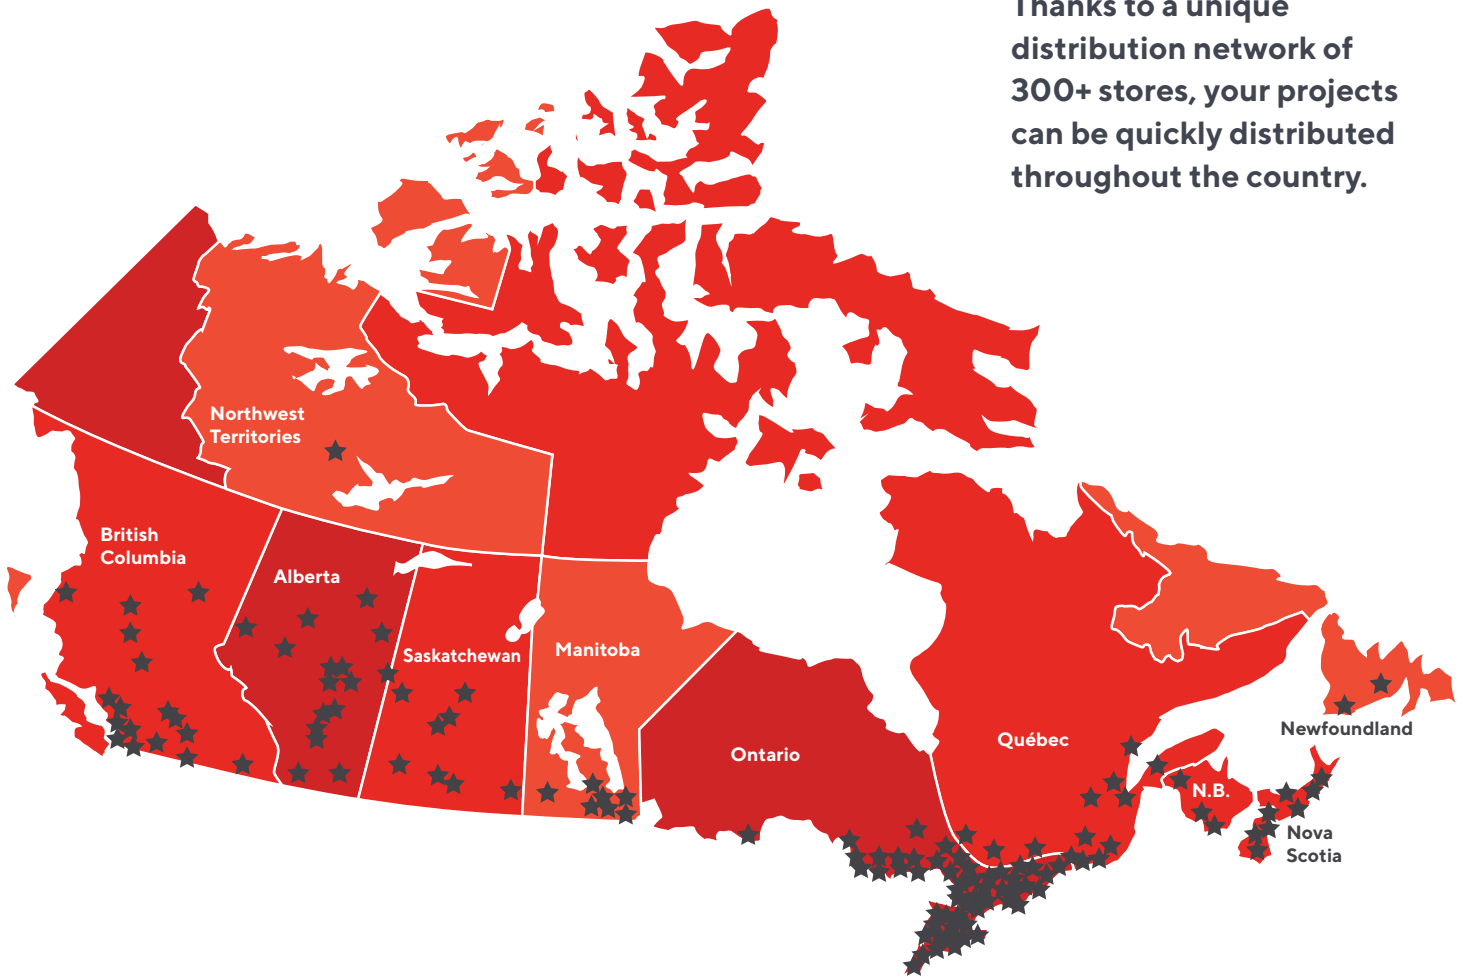 Thanks to a unique
distribution network of
300+ stores, your projects
can be quickly distributed
throughout the country.
Northwest
Territories
British
Columbia
Alberta
Saskatchewan
Manitoba
Ontario
Québec
Newfoundland
N.B.
Nova
Scotia